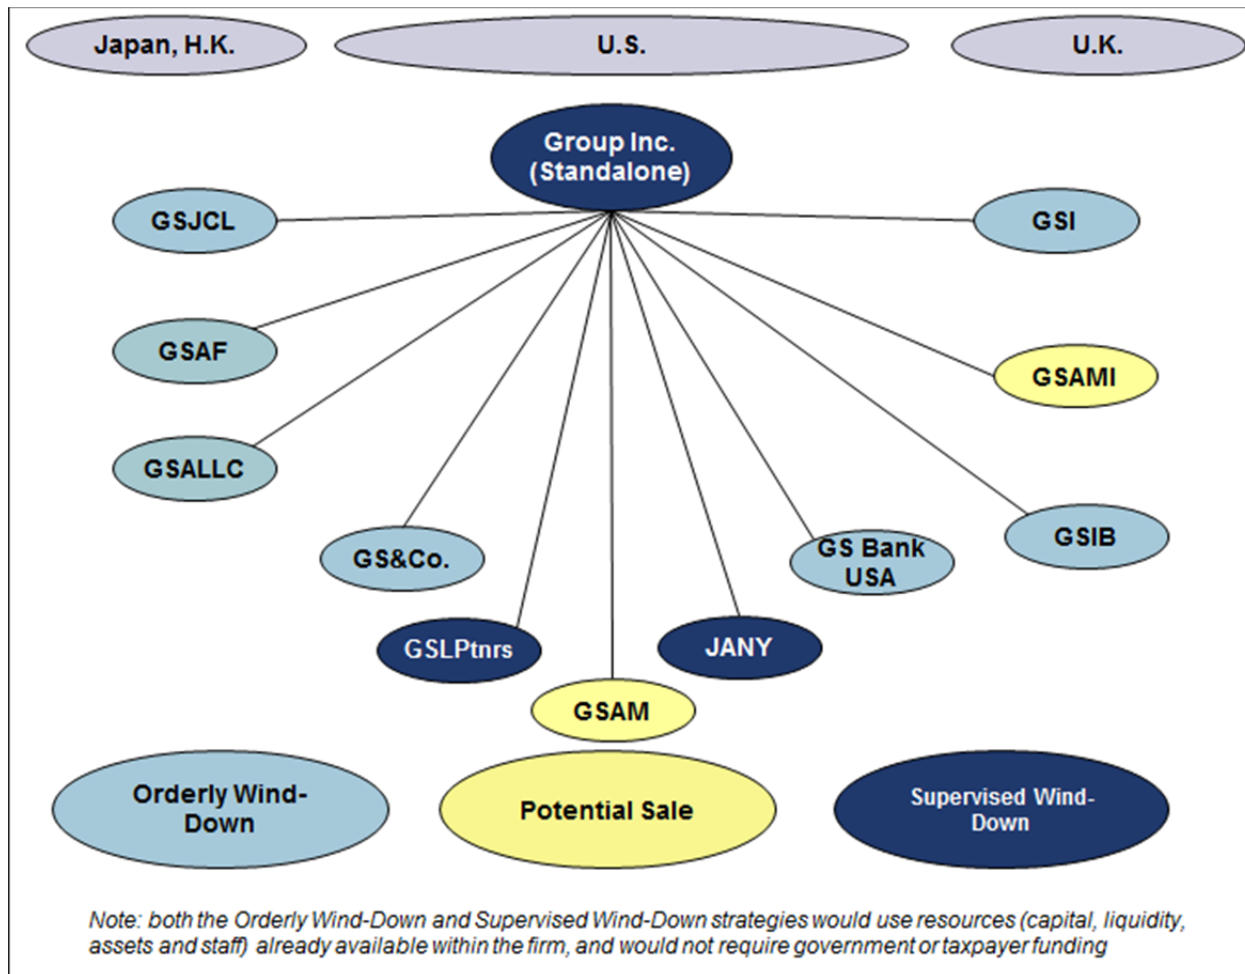 Japan, H.K.
U.S.
U.K.
Group Inc.
(Standalone)
GSJCL
GSI
GSAF
GSAMI
GSALLC
GSIB
GS&Co.
GS Bank
USA
GSLPtnrs
JANY
GSAM
Orderly Wind-
Down
Potential Sale
Supervised Wind-
Down
Note: both the Orderly Wind-Down and Supervised Wind-Down strategies would use resources (capital, liquidity,
assets and staff) already available within the firm, and would not require government or taxpayer funding